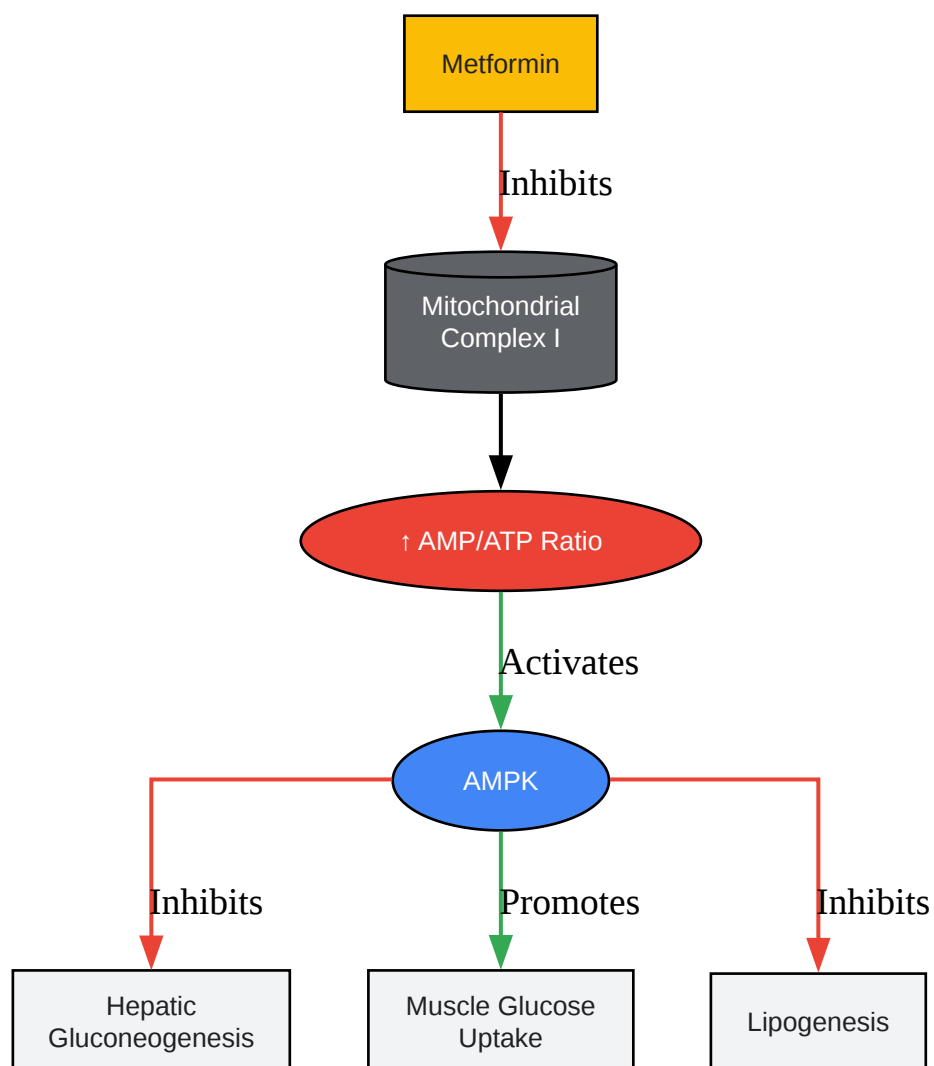 Metformin
Inhibits
Mitochondrial
Complex I
↑ AMP/ATP Ratio
Activates
AMPK
Inhibits
Promotes
Inhibits
Hepatic
Gluconeogenesis
Muscle Glucose
Uptake
Lipogenesis